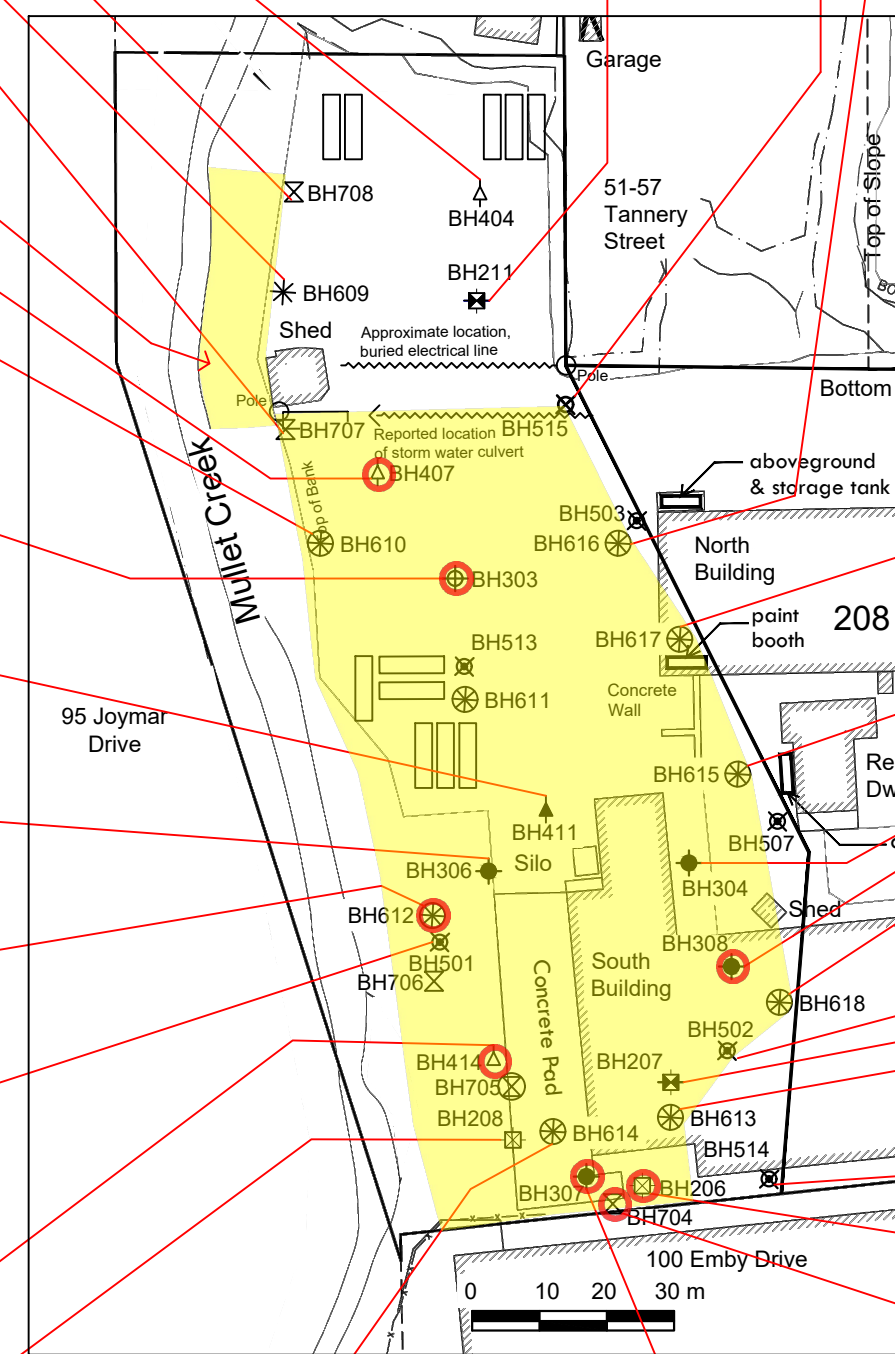 Garage
Top of Slope
51-57
Tannery
Street
BH708
BH404
BH211
BH609
Shed
Approximate location,
buried electrical line
Pole
Bottom
Pole
BH707
Reported location
of storm water culvert
BH515
BH407
aboveground
& storage tank
Top of Bank
BH503
BH610
BH616
North
Building
Mullet Creek
BH303
paint
booth
208
BH617
BH513
BH611
Concrete
Wall
95 Joymar
Drive
BH615
Re
Dw
BH411
BH507
Silo
BH306
BH304
BH612
Shed
BH308
BH501
BH706
South
Building
Concrete Pad
BH618
BH502
BH414
BH207
BH705
BH208
BH613
BH614
BH514
BH307
BH206
BH704
100 Emby Drive
0 10 20 30 m